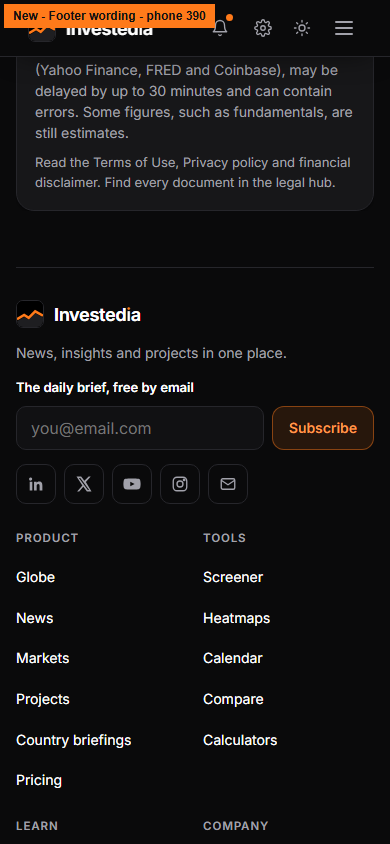 New - Footer wording - phone 390
Investedia
(Yahoo Finance, FRED and Coinbase), may be
delayed by up to 30 minutes and can contain
errors. Some figures, such as fundamentals, are
still estimates.
Read the Terms of Use, Privacy policy and financial
disclaimer. Find every document in the legal hub.
Investedia
News, insights and projects in one place.
The daily brief, free by email
you@email.com
Subscribe
PRODUCT
TOOLS
Globe
Screener
News
Heatmaps
Markets
Calendar
Projects
Compare
Country briefings
Calculators
Pricing
LEARN
COMPANY